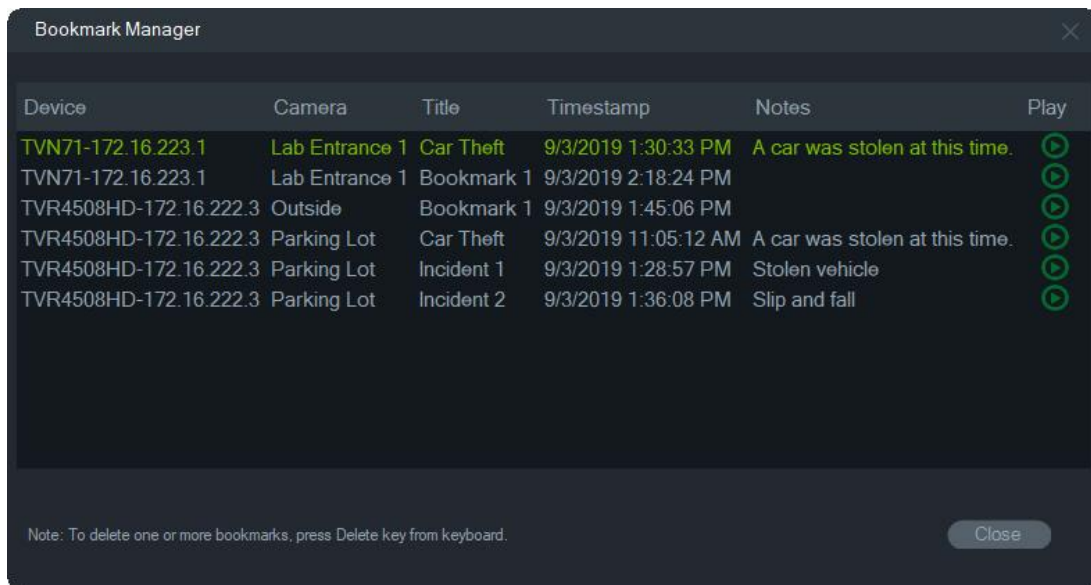 Bookmark Manager
Device Camera Title Timestamp Notes Play
TVN71-172.16.223.1 Lab Entrance 1 Car Theft 9/3/2019 1:30:33 PM A car was stolen at this time.
TVN71-172.16.223.1 Lab Entrance 1 Bookmark 1 9/3/2019 2:18:24 PM
TVR4508HD-172.16.222.3 Outside Bookmark 1 9/3/2019 1:45:06 PM
TVR4508HD-172.16.222.3 Parking Lot Car Theft 9/3/2019 11:05:12 AM A car was stolen at this time.
TVR4508HD-172.16.222.3 Parking Lot Incident 1 9/3/2019 1:28:57 PM Stolen vehicle
TVR4508HD-172.16.222.3 Parking Lot Incident 2 9/3/2019 1:36:08 PM Slip and fall
Note: To delete one or more bookmarks, press Delete key from keyboard.
Close